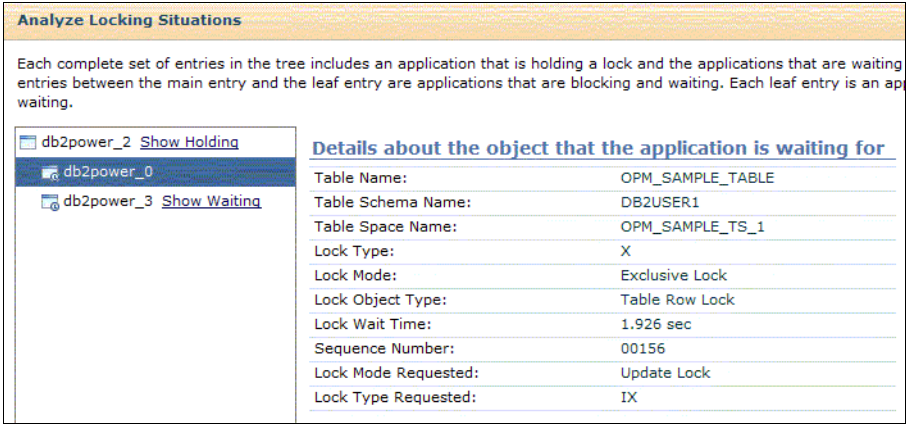 Analyze Locking Situations
Each complete set of entries in the tree includes an application that is holding a lock and the applications that are waiting
entries between the main entry and the leaf entry are applications that are blocking and waiting. Each leaf entry is an
waiting.
db2power_2 Show Holding
db2power_0
db2power_3 Show Waiting
Details about the object that the application is waiting for
Table Name: OPM_SAMPLE_TABLE
Table Schema Name: DB2USER1
Table Space Name: OPM_SAMPLE_TS_1
Lock Type: X
Lock Mode: Exclusive Lock
Lock Object Type: Table Row Lock
Lock Wait Time: 1.926 sec
Sequence Number: 00156
Lock Mode Requested: Update Lock
Lock Type Requested: IX